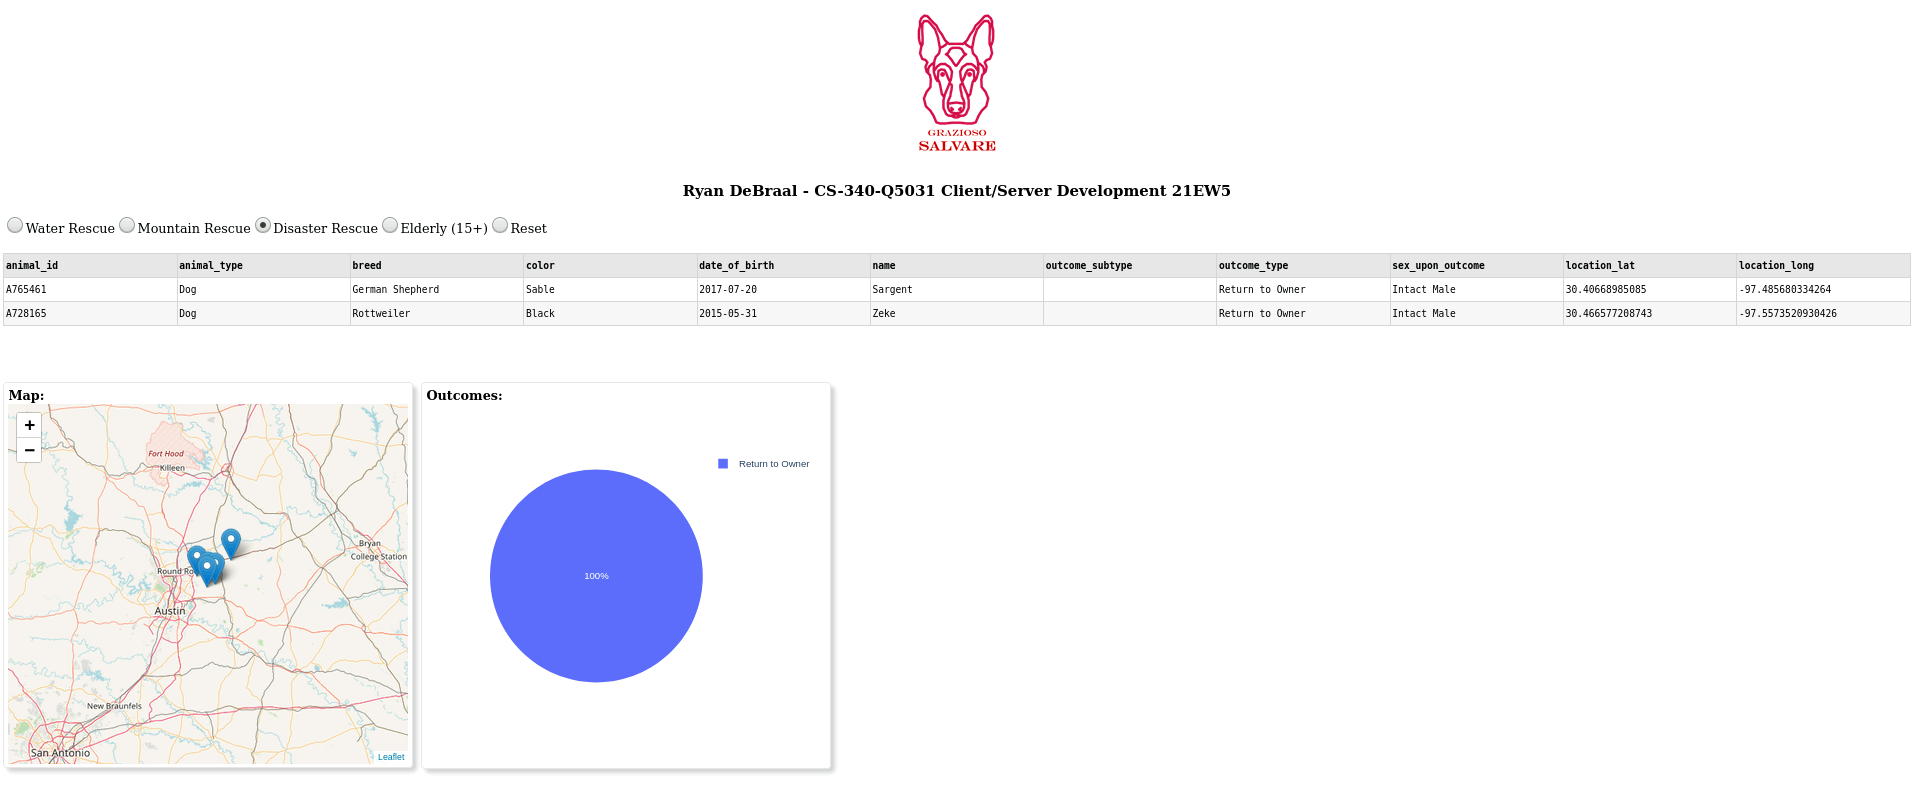 GRAZIOSO
SALVARE
Ryan DeBraal - CS-340-Q5031 Client/Server Development 21EW5
Water Rescue Mountain Rescue Disaster Rescue Elderly (15+) Reset
animal_id animal_type breed color date_of_birth name outcome_subtype outcome_type sex_upon_outcome location_lat location_long
A765461 Dog German Shepherd Sable 2017-07-20 Sargent Return to Owner Intact Male 30.40668985085 -97.485680334264
A728165 Dog Rottweiler Black 2015-05-31 Zeke Return to Owner Intact Male 30.466577208743 -97.5573520930426
Map:
+
−
Fort Hood
Killeen
Bryan
College Station
Round Ro
Austin
New Braunfels
San Antonio
Leaflet
Outcomes:
Return to Owner
100%